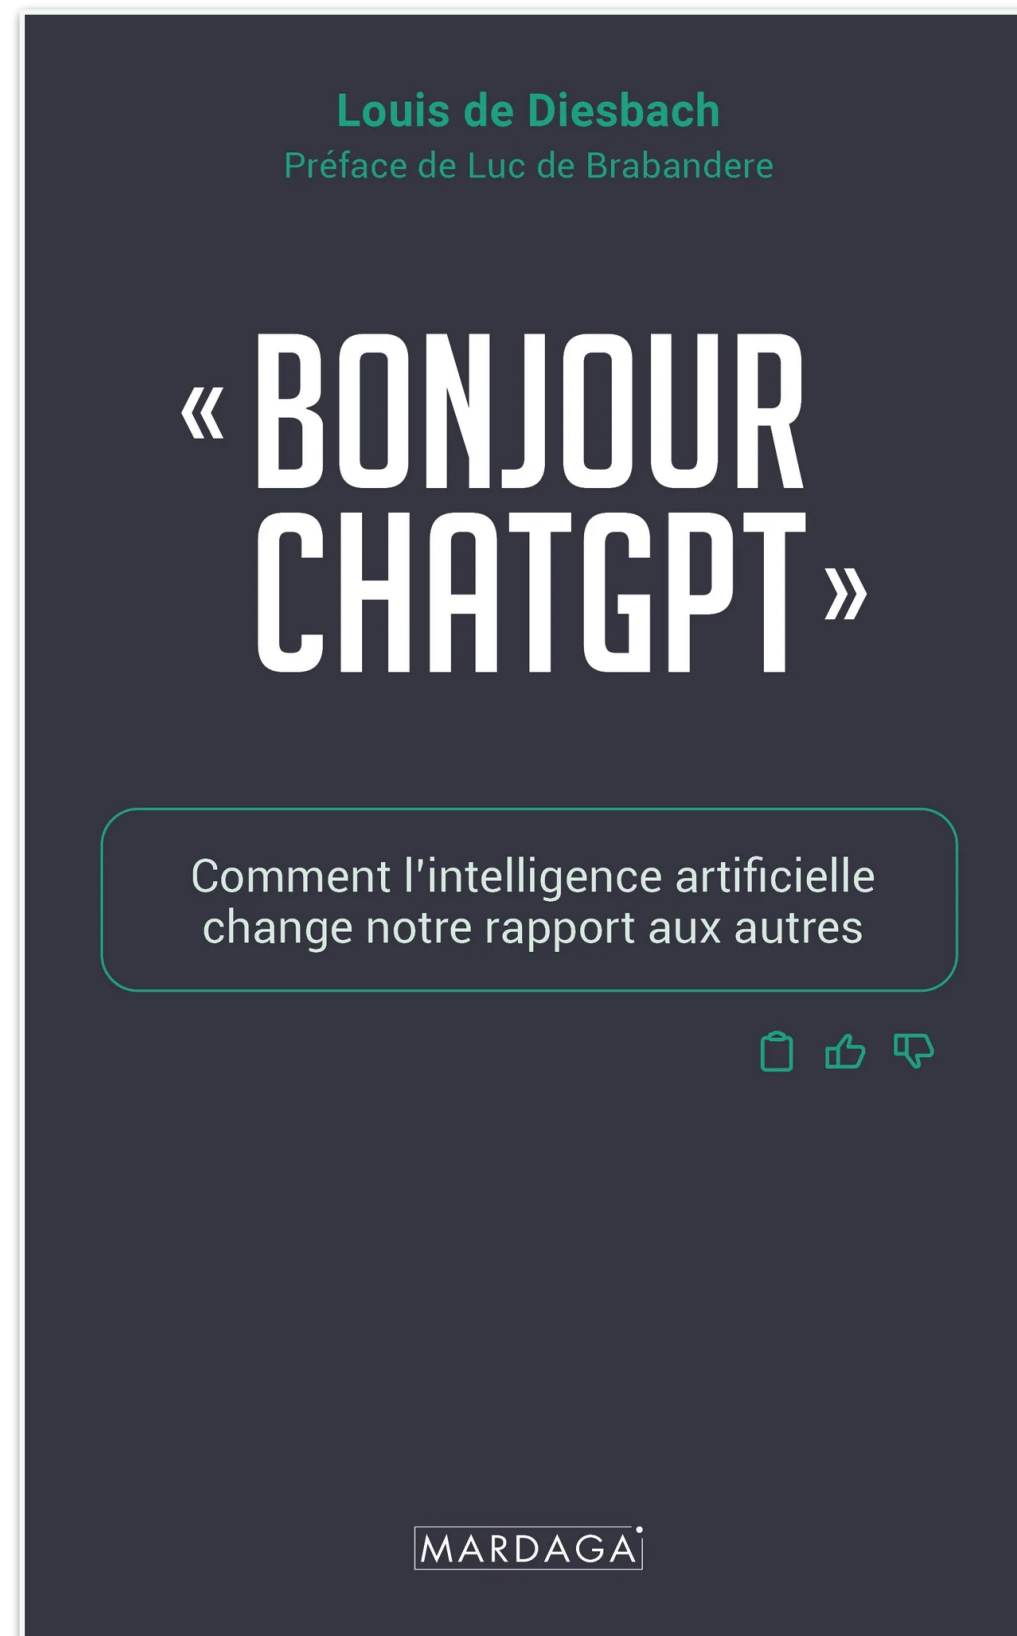 Louis de Diesbach
Préface de Luc de Brabandere
« BONJOUR
CHATGPT »
Comment l'intelligence artificielle
change notre rapport aux autres
MARDAGA